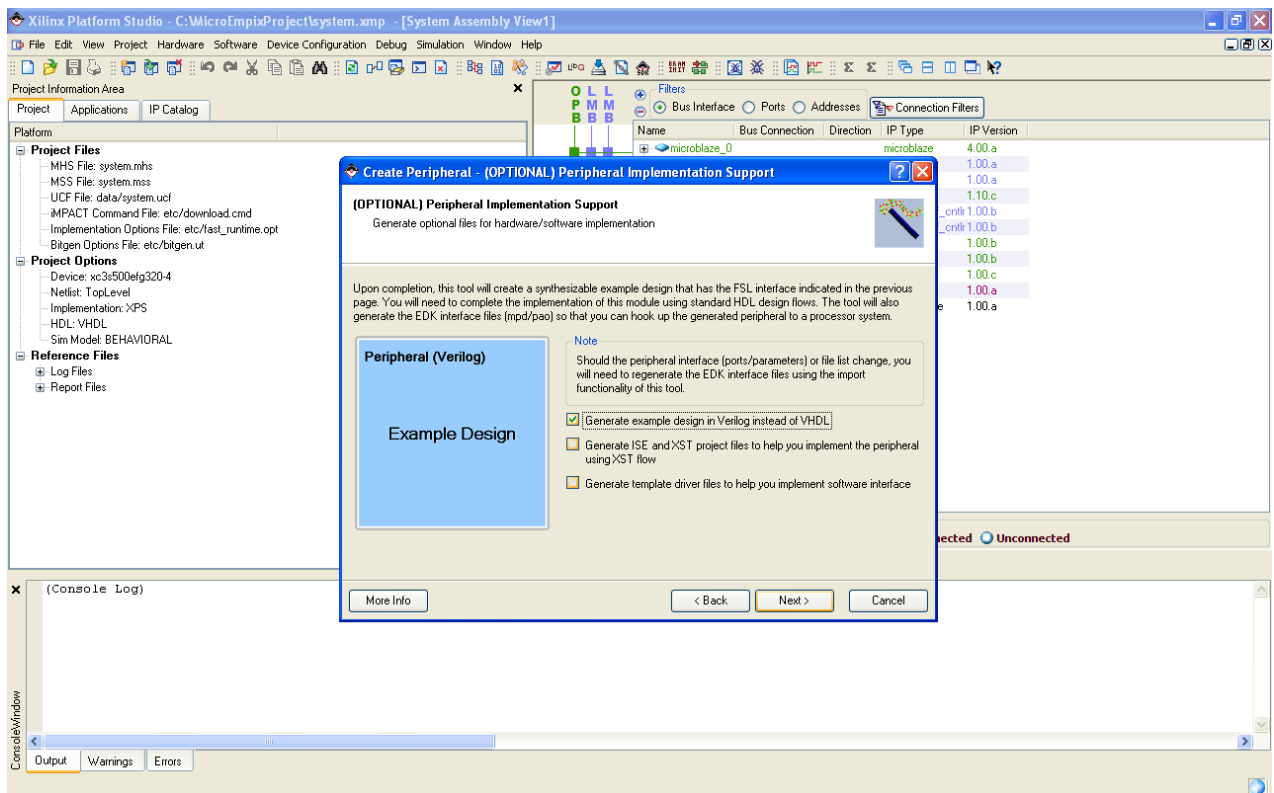 Xilinx Platform Studio - C:\MicroEmpixProject\system.xmp - [System Assembly View1]
File Edit View Project Hardware Software Device Configuration Debug Simulation Window Help
Project Information Area
Project Applications IP Catalog
Platform
Project Files
MHS File: system.mhs
MSS File: system.mss
UCF File: data/system.ucf
iMPACT Command File: etc/download.cmd
Implementation Options File: etc/fast_runtime.opt
Bitgen Options File: etc/bitgen.ut
Project Options
Device: xc3s500efg320-4
Netlist: TopLevel
Implementation: XPS
HDL: VHDL
Sim Model: BEHAVIORAL
Reference Files
Log Files
Report Files
O L L
P M M
B B B
Filters
Bus Interface Ports Addresses Connection Filters
Name Bus Connection Direction IP Type IP Version
microblaze_0 microblaze 4.00.a
1.00.a
1.00.a
1.10.c
_cntlr 1.00.b
_cntlr 1.00.b
1.00.b
1.00.b
1.00.c
1.00.a
e 1.00.a
nected Unconnected
Create Peripheral - (OPTIONAL) Peripheral Implementation Support
(OPTIONAL) Peripheral Implementation Support
Generate optional files for hardware/software implementation
Upon completion, this tool will create a synthesizable example design that has the FSL interface indicated in the previous
page. You will need to complete the implementation of this module using standard HDL design flows. The tool will also
generate the EDK interface files (mpd/pao) so that you can hook up the generated peripheral to a processor system.
Peripheral (Verilog)
Example Design
Note
Should the peripheral interface (ports/parameters) or file list change, you
will need to regenerate the EDK interface files using the import
functionality of this tool.
Generate example design in Verilog instead of VHDL
Generate ISE and XST project files to help you implement the peripheral
using XST flow
Generate template driver files to help you implement software interface
More Info < Back Next > Cancel
(Console Log)
ConsoleWindow
Output Warnings Errors